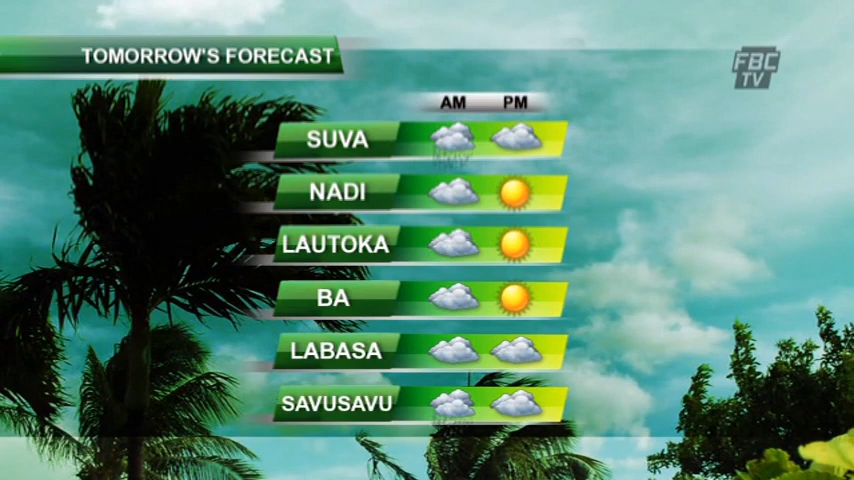 TOMORROW'S FORECAST
FBC
TV
AM PM
SUVA
NADI
LAUTOKA
BA
LABASA
SAVUSAVU